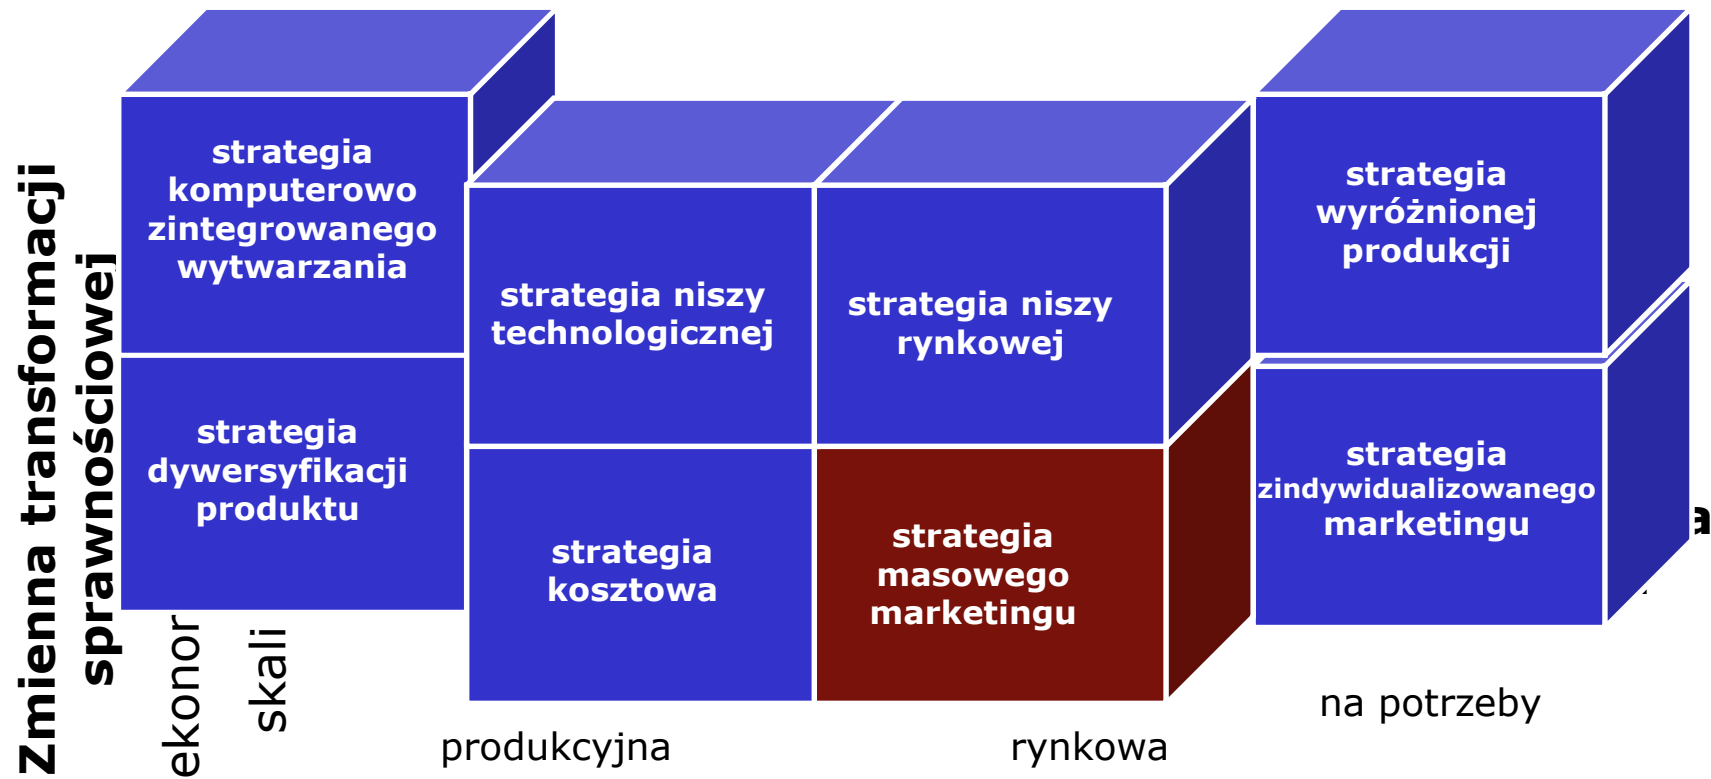 Zmienna transformacji
sprawnościowej
strategia
komputerowo
zintegrowanego
wytwarzania
strategia niszy
technologicznej
strategia niszy
rynkowej
strategia
wyróżnionej
produkcji
strategia
dywersyfikacji
produktu
strategia
kosztowa
strategia
masowego
marketingu
strategia
zindywidualizowanego
marketingu
skali
produkcyjna
rynkowa
na potrzeby